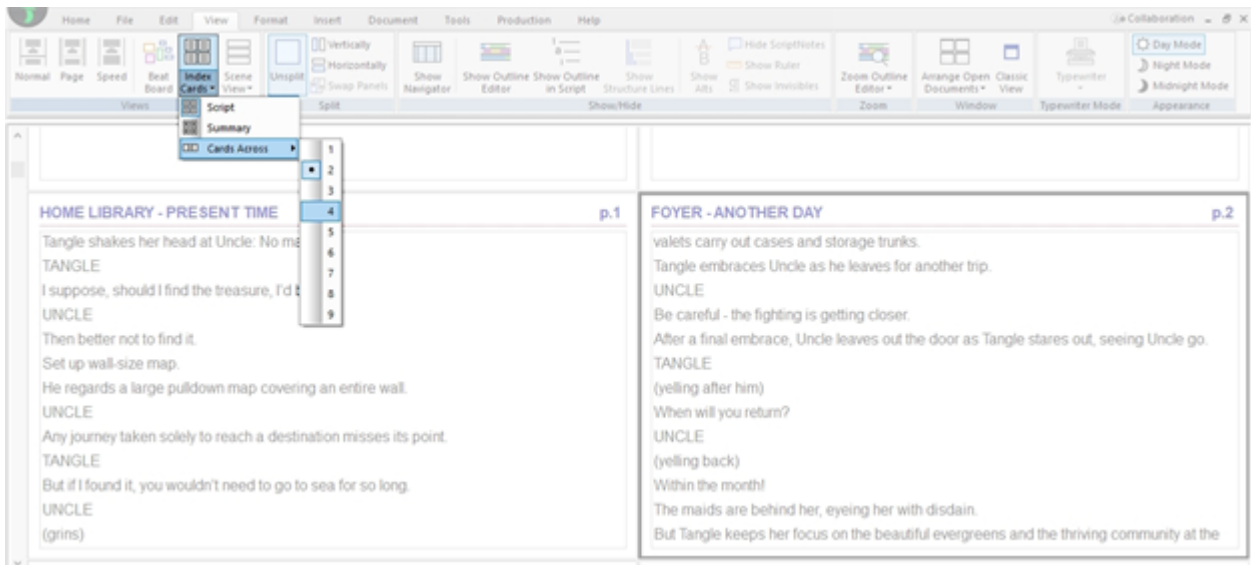 Home File Edit View Format Insert Document Tools Production Help Collaboration
Normal Page Speed Beat Board Index Cards Scene View Unsplit Vertically Horizontally Swap Panels Show Navigator Show Outline Editor Show Outline in Script Show Structure Lines Show Alts Hide ScriptNotes Show Ruler Show Invisibles Zoom Outline Editor Arrange Open Documents Classic View Typewriter Day Mode Night Mode Midnight Mode
Views Split Show/Hide Zoom Window Typewriter Mode Appearance
Script
Summary
Cards Across
1
2
3
4
5
6
7
8
9
HOME LIBRARY - PRESENT TIME p.1
Tangle shakes her head at Uncle: No
TANGLE
I suppose, should I find the treasure, I'd
UNCLE
Then better not to find it.
Set up wall-size map.
He regards a large pulldown map covering an entire wall.
UNCLE
Any journey taken solely to reach a destination misses its point.
TANGLE
But if I found it, you wouldn't need to go to sea for so long.
UNCLE
(grins)
FOYER - ANOTHER DAY p.2
valets carry out cases and storage trunks.
Tangle embraces Uncle as he leaves for another trip.
UNCLE
Be careful - the fighting is getting closer.
After a final embrace, Uncle leaves out the door as Tangle stares out, seeing Uncle go.
TANGLE
(yelling after him)
When will you return?
UNCLE
(yelling back)
Within the month!
The maids are behind her, eyeing her with disdain.
But Tangle keeps her focus on the beautiful evergreens and the thriving community at the